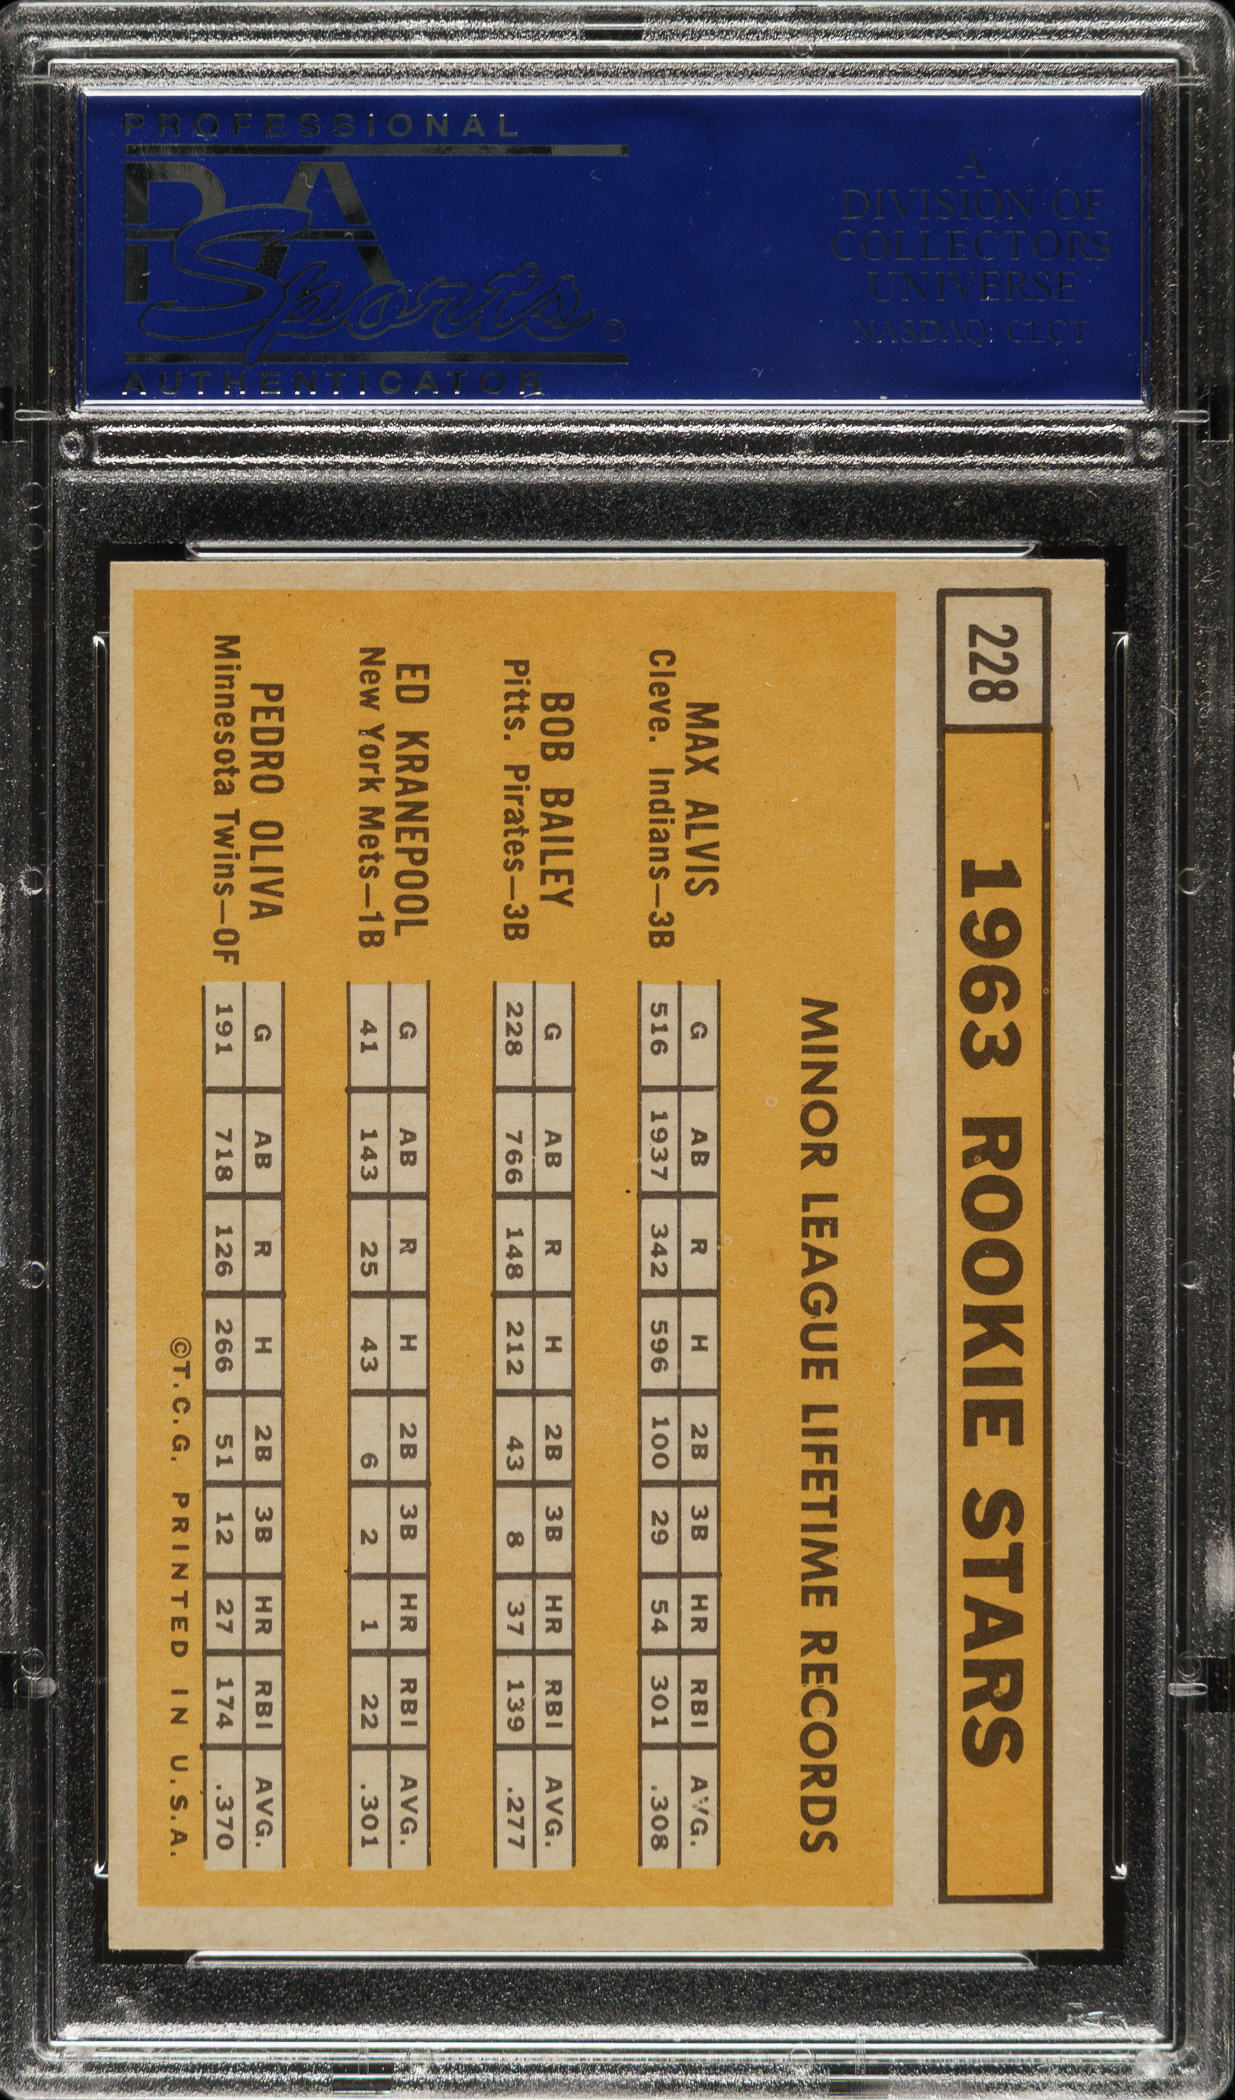 PROFESSIONAL
PSA
Sports®
AUTHENTICATOR
A
DIVISION OF
COLLECTORS
UNIVERSE
NASDAQ: CLCT
228 1963 ROOKIE STARS
MINOR LEAGUE LIFETIME RECORDS
MAX ALVIS
Cleve. Indians—3B
G AB R H 2B 3B HR RBI AVG.
516 1937 342 596 100 29 54 301 .308
BOB BAILEY
Pitts. Pirates—3B
G AB R H 2B 3B HR RBI AVG.
228 766 148 212 43 8 37 139 .277
ED KRANEPOOL
New York Mets—1B
G AB R H 2B 3B HR RBI AVG.
41 143 25 43 6 2 1 22 .301
PEDRO OLIVA
Minnesota Twins—OF
G AB R H 2B 3B HR RBI AVG.
191 718 126 266 51 12 27 174 .370
©T.C.G. PRINTED IN U.S.A.